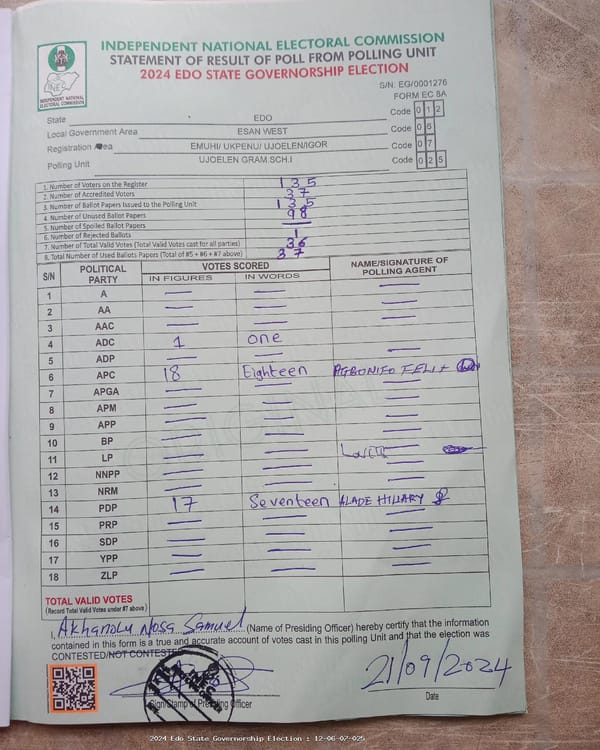 INDEPENDENT NATIONAL ELECTORAL COMMISSION
STATEMENT OF RESULT OF POLL FROM POLLING UNIT
2024 EDO STATE GOVERNORSHIP ELECTION
INEC
INDEPENDENT NATIONAL ELECTORAL COMMISSION
S/N: EG/0001276
FORM EC 8A
State EDO Code 0 1 2
Local Government Area ESAN WEST Code 0 6
Registration Area EMUHI/ UKPENU/ UJOELEN/IGOR Code 0 7
Polling Unit UJOELEN GRAM.SCH.I Code 0 2 5
1. Number of Voters on the Register 135
2. Number of Accredited Voters 37
3. Number of Ballot Papers Issued to the Polling Unit 135
4. Number of Unused Ballot Papers 98
5. Number of Spoiled Ballot Papers —
6. Number of Rejected Ballots 1
7. Number of Total Valid Votes (Total Valid Votes cast for all parties) 36
8. Total Number of Used Ballots Papers (Total of #5 + #6 + #7 above) 37
S/N POLITICAL PARTY VOTES SCORED NAME/SIGNATURE OF POLLING AGENT
IN FIGURES IN WORDS
1 A — — —
2 AA — — —
3 AAC — — —
4 ADC 1 One
5 ADP — — —
6 APC 18 Eighteen AGBONIFO FELIX
7 APGA — — —
8 APM — — —
9 APP — — —
10 BP — — —
11 LP — —
12 NNPP — — —
13 NRM — — —
14 PDP 17 Seventeen ALADE HILLARY
15 PRP — — —
16 SDP — — —
17 YPP — — —
18 ZLP — — —
TOTAL VALID VOTES
(Record Total Valid Votes under #7 above)
I, Akhanolu Nosa Samuel (Name of Presiding Officer) hereby certify that the information
contained in this form is a true and accurate account of votes cast in this polling Unit and that the election was
CONTESTED/NOT CONTESTED
21/09/2024
Sign/Stamp of Presiding Officer Date
2024 Edo State Governorship Election : 12-06-07-025